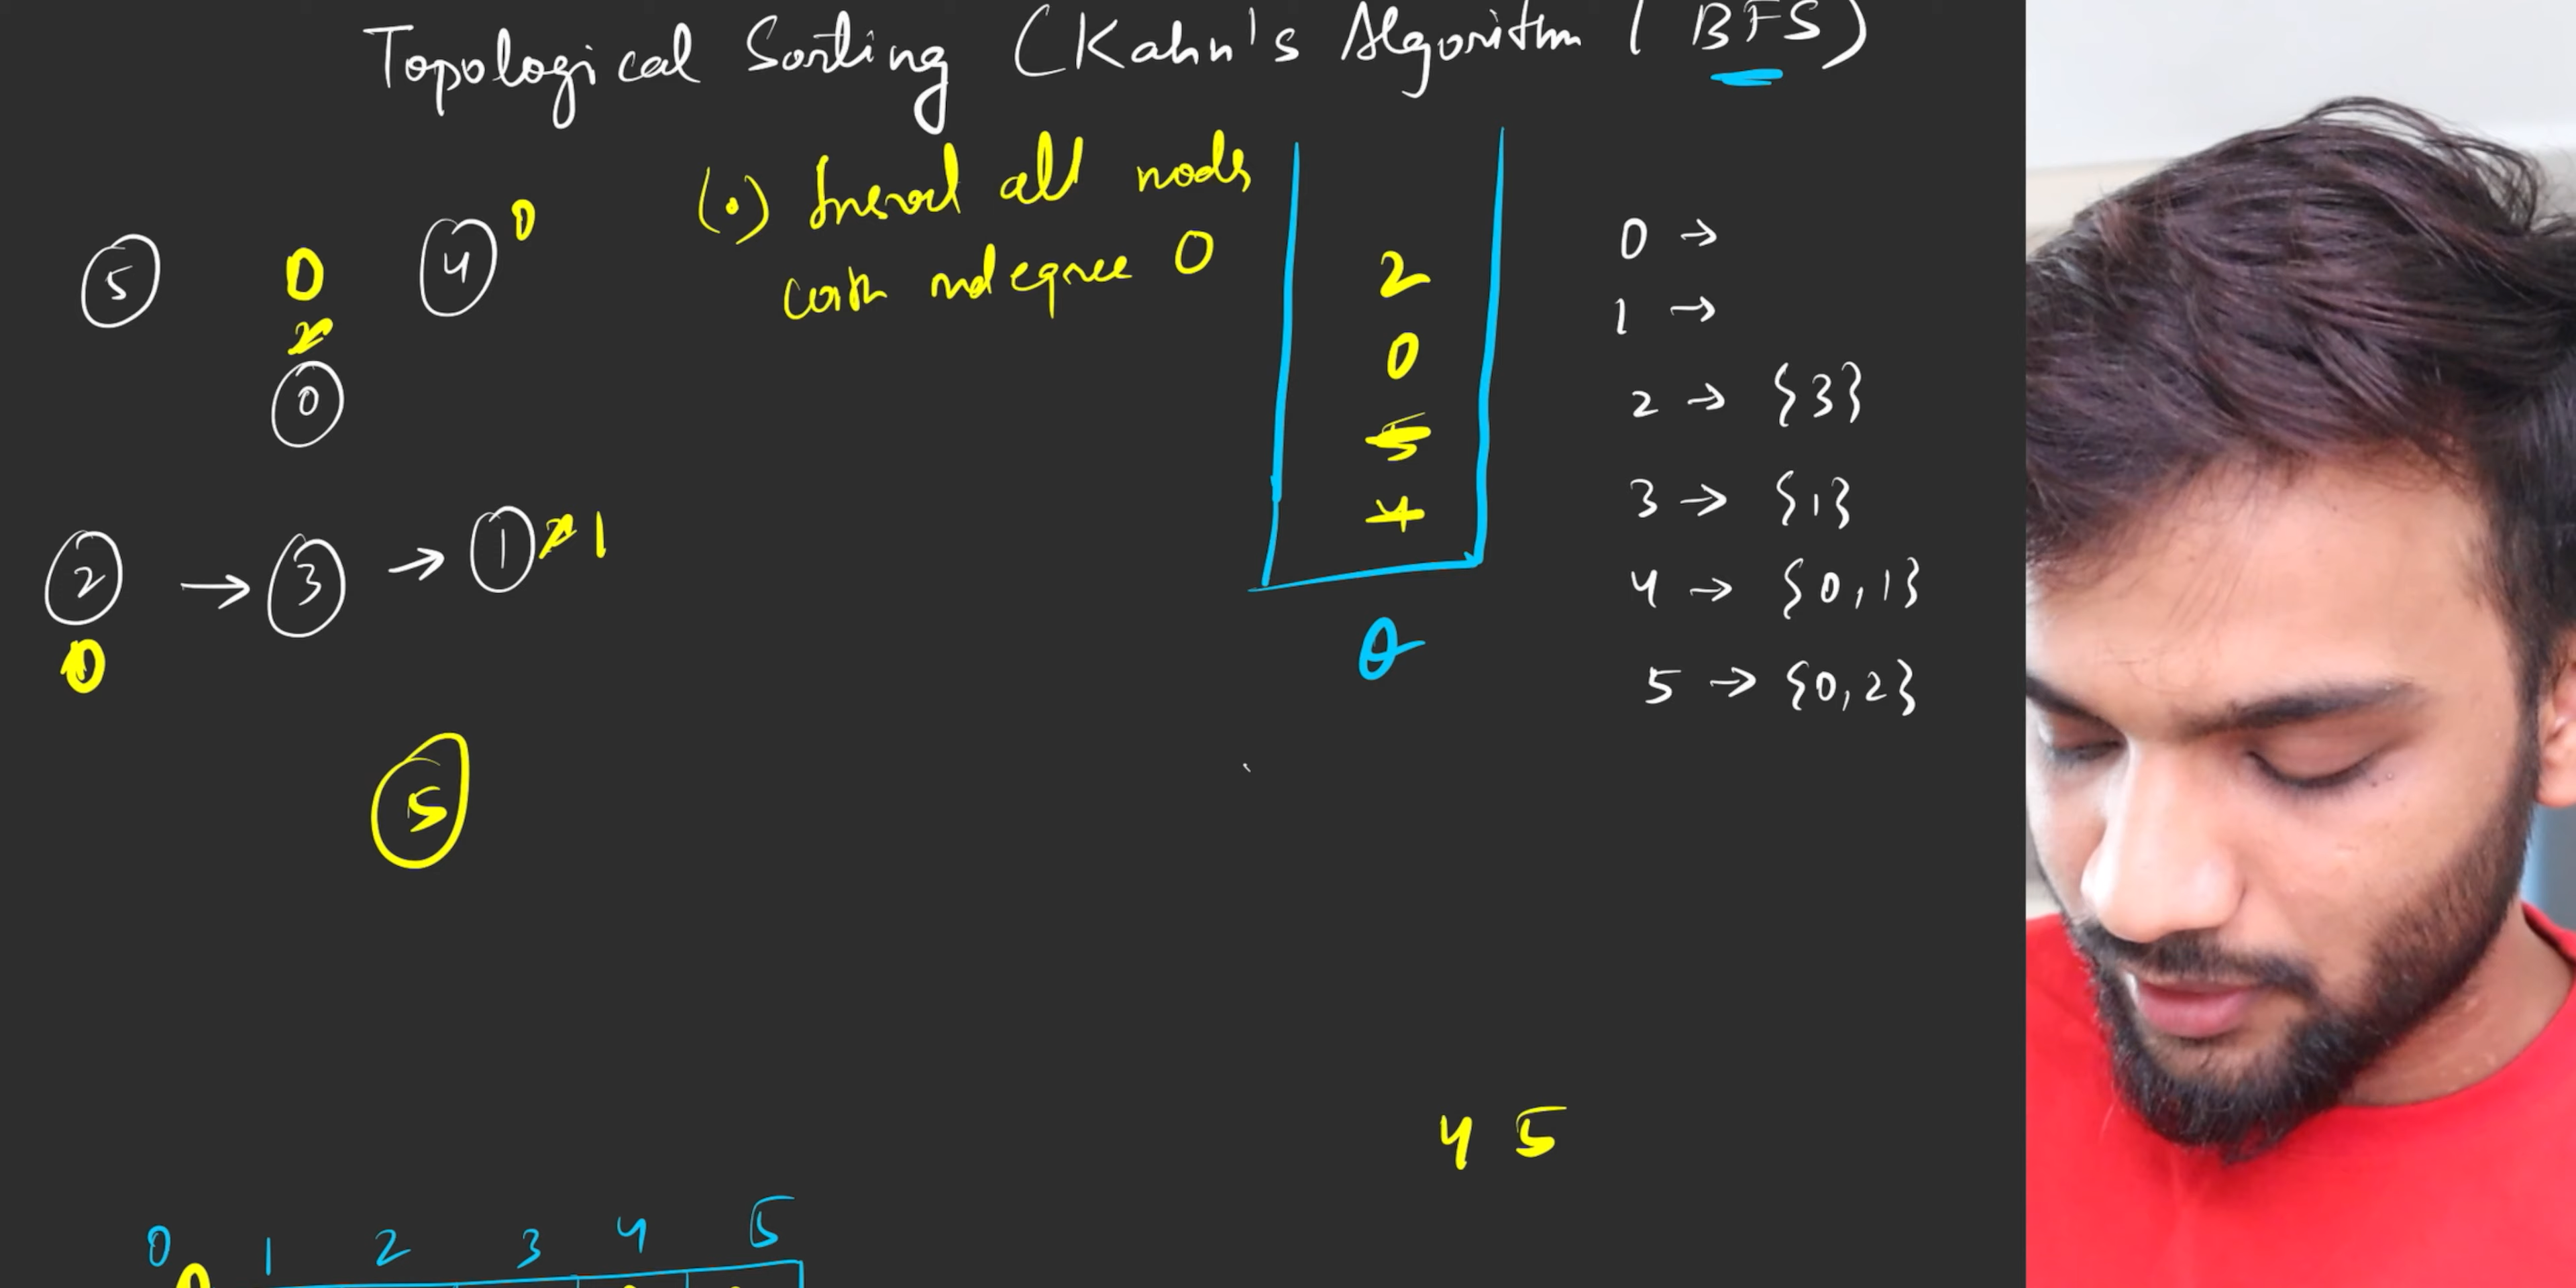 Topological Sorting (Kahn's Algorithm ( BFS )
(.) Insert all nodes
with indegree 0
5
0
4 0
0
2 → 3 → 1 1
0
5
2
0
5
4
Q
0 →
1 →
2 → {3}
3 → {1}
4 → {0,1}
5 → {0,2}
4 5
0 1 2 3 4 5
0